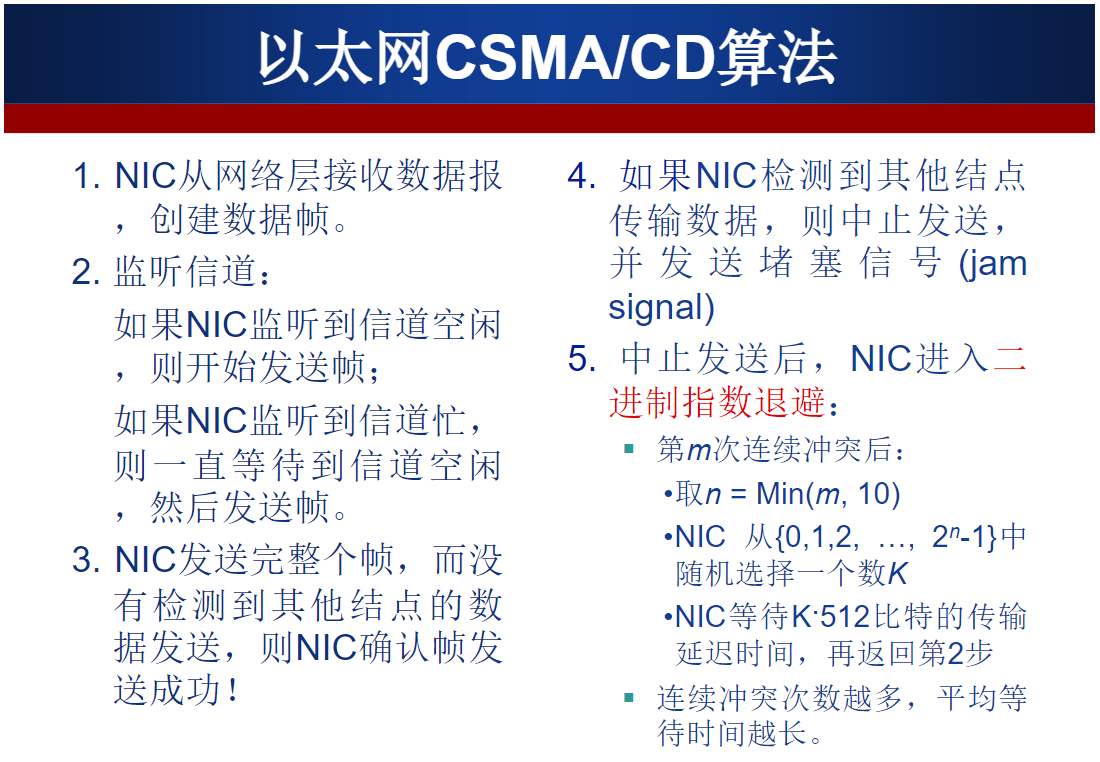 以太网CSMA/CD算法
1. NIC从网络层接收数据报
，创建数据帧。
2. 监听信道：
如果NIC监听到信道空闲
，则开始发送帧；
如果NIC监听到信道忙，
则一直等待到信道空闲
，然后发送帧。
3. NIC发送完整个帧，而没
有检测到其他结点的数
据发送，则NIC确认帧发
送成功！
4. 如果NIC检测到其他结点
传输数据，则中止发送，
并发送堵塞信号(jam
signal)
5. 中止发送后，NIC进入二
进制指数退避：
▪ 第m次连续冲突后：
•取n = Min(m, 10)
•NIC 从{0,1,2, …, 2ⁿ-1}中
随机选择一个数K
•NIC等待K·512比特的传输
延迟时间，再返回第2步
▪ 连续冲突次数越多，平均等
待时间越长。